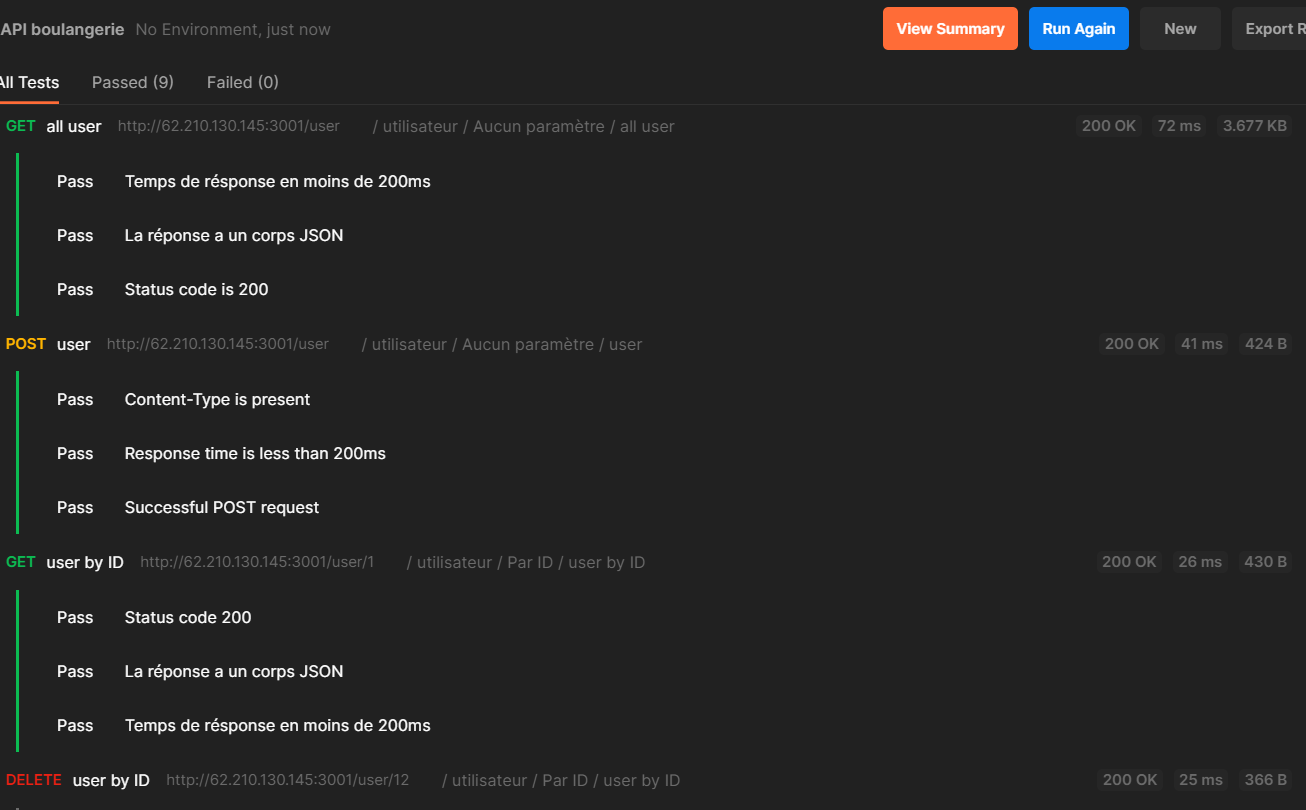 API boulangerie No Environment, just now View Summary Run Again New Export R
All Tests Passed (9) Failed (0)
GET all user http://62.210.130.145:3001/user / utilisateur / Aucun paramètre / all user 200 OK 72 ms 3.677 KB
Pass Temps de résponse en moins de 200ms
Pass La réponse a un corps JSON
Pass Status code is 200
POST user http://62.210.130.145:3001/user / utilisateur / Aucun paramètre / user 200 OK 41 ms 424 B
Pass Content-Type is present
Pass Response time is less than 200ms
Pass Successful POST request
GET user by ID http://62.210.130.145:3001/user/1 / utilisateur / Par ID / user by ID 200 OK 26 ms 430 B
Pass Status code 200
Pass La réponse a un corps JSON
Pass Temps de résponse en moins de 200ms
DELETE user by ID http://62.210.130.145:3001/user/12 / utilisateur / Par ID / user by ID 200 OK 25 ms 366 B